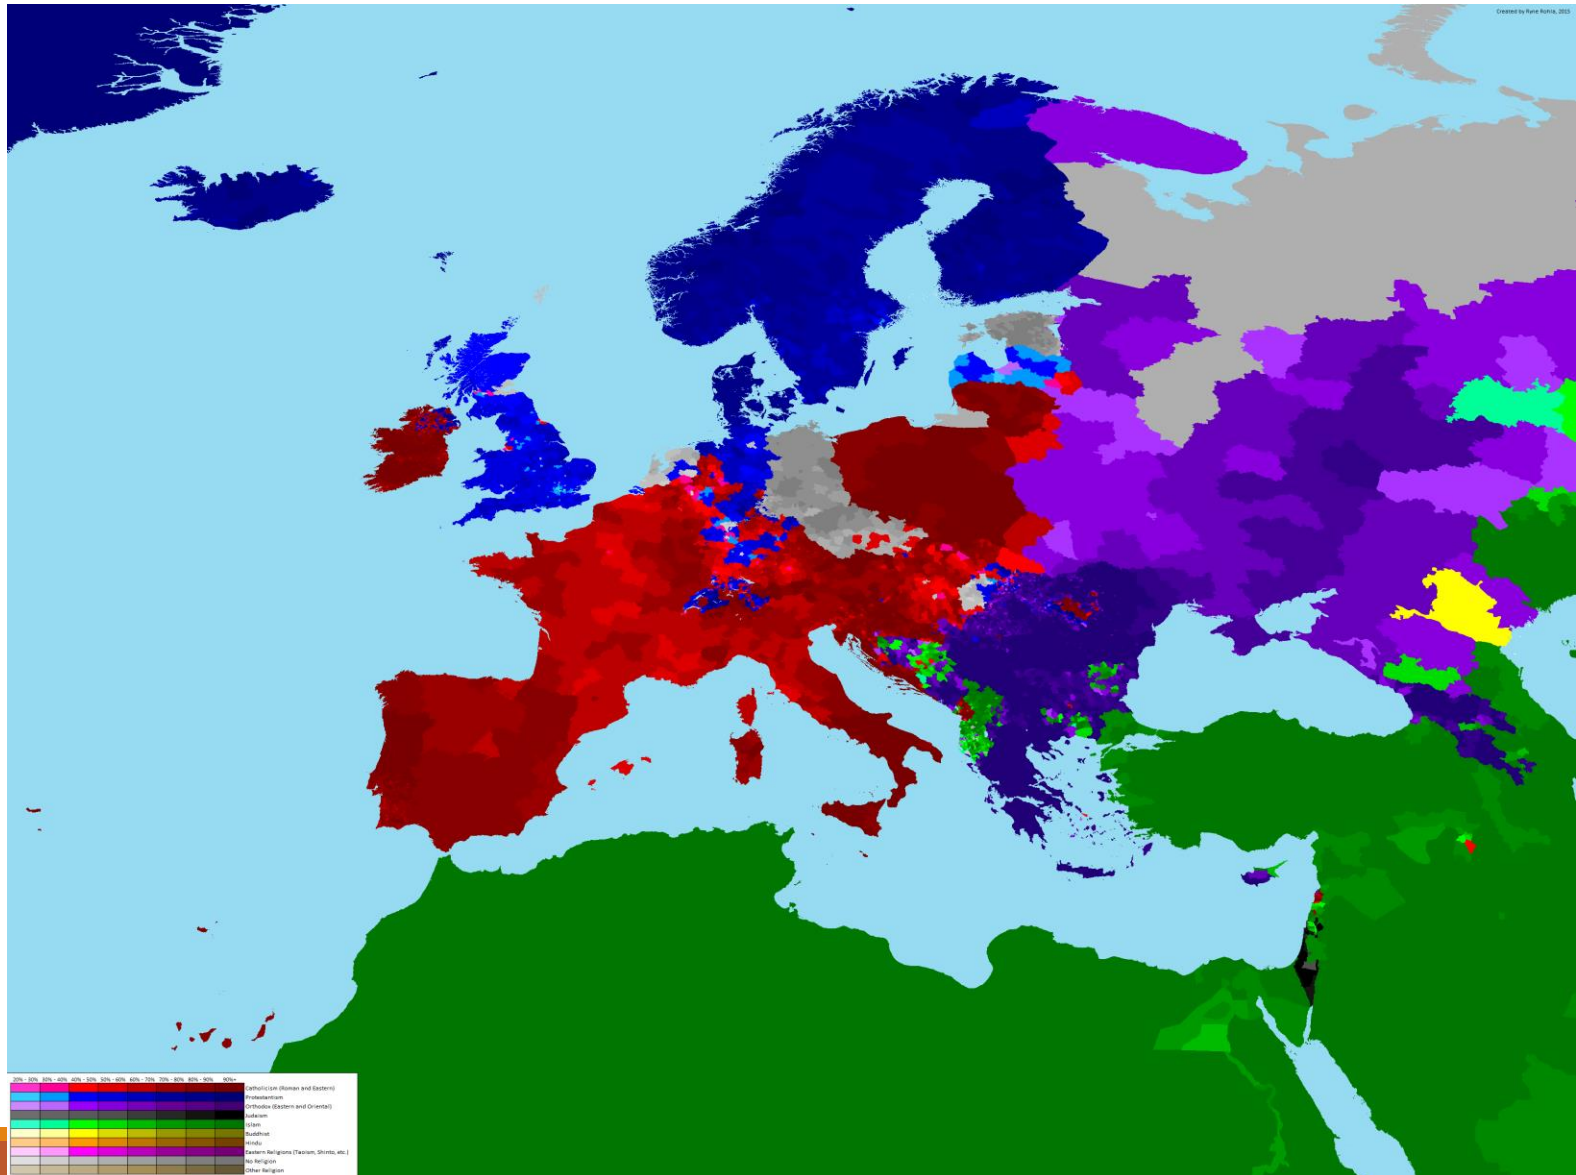 Created by Rune Rohla, 2015
20% - 30% 30% - 40% 40% - 50% 50% - 60% 60% - 70% 70% - 80% 80% - 90% 90%+
Catholicism (Roman and Eastern)
Protestantism
Orthodox (Eastern and Oriental)
Judaism
Islam
Buddhist
Hindu
Eastern Religions (Taoism, Shinto, etc.)
No Religion
Other Religion